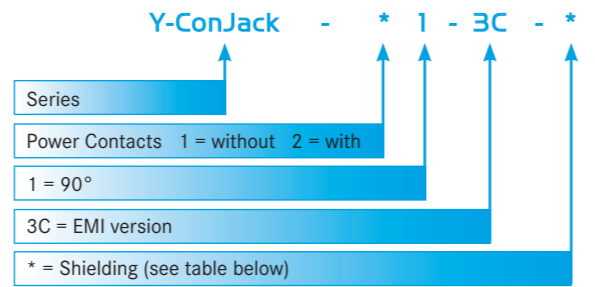 Y-ConJack - * 1 - 3C - *
Series
Power Contacts 1 = without 2 = with
1 = 90°
3C = EMI version
* = Shielding (see table below)